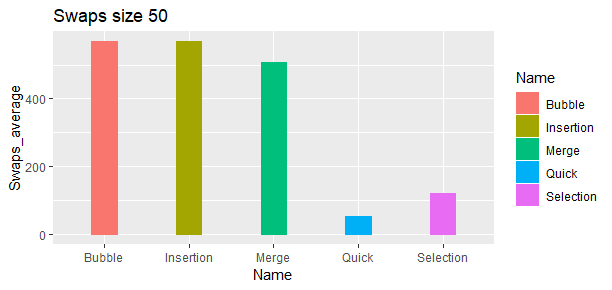 Swaps size 50
Swaps_average
400
200
0
Bubble Insertion Merge Quick Selection
Name
Name
Bubble
Insertion
Merge
Quick
Selection